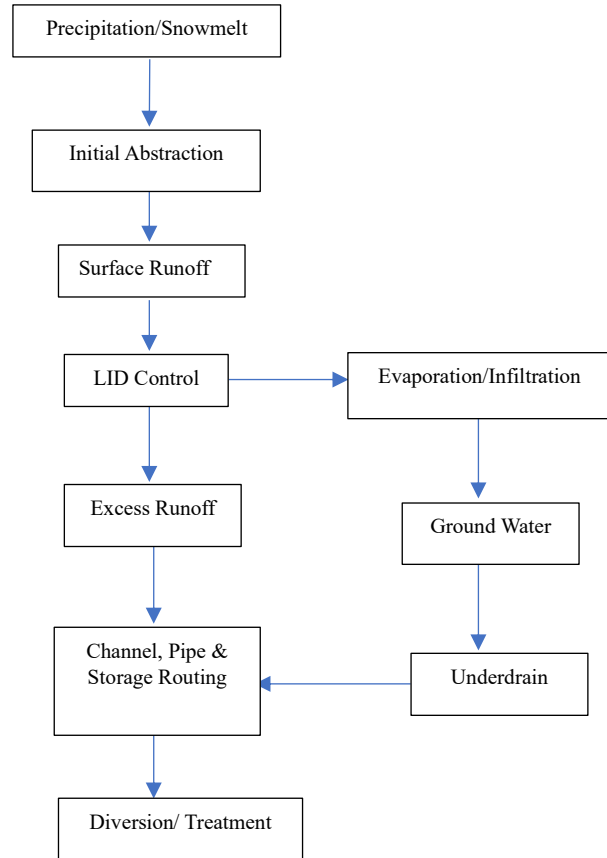 Precipitation/Snowmelt
Initial Abstraction
Surface Runoff
LID Control
Evaporation/Infiltration
Excess Runoff
Ground Water
Channel, Pipe &
Storage Routing
Underdrain
Diversion/ Treatment